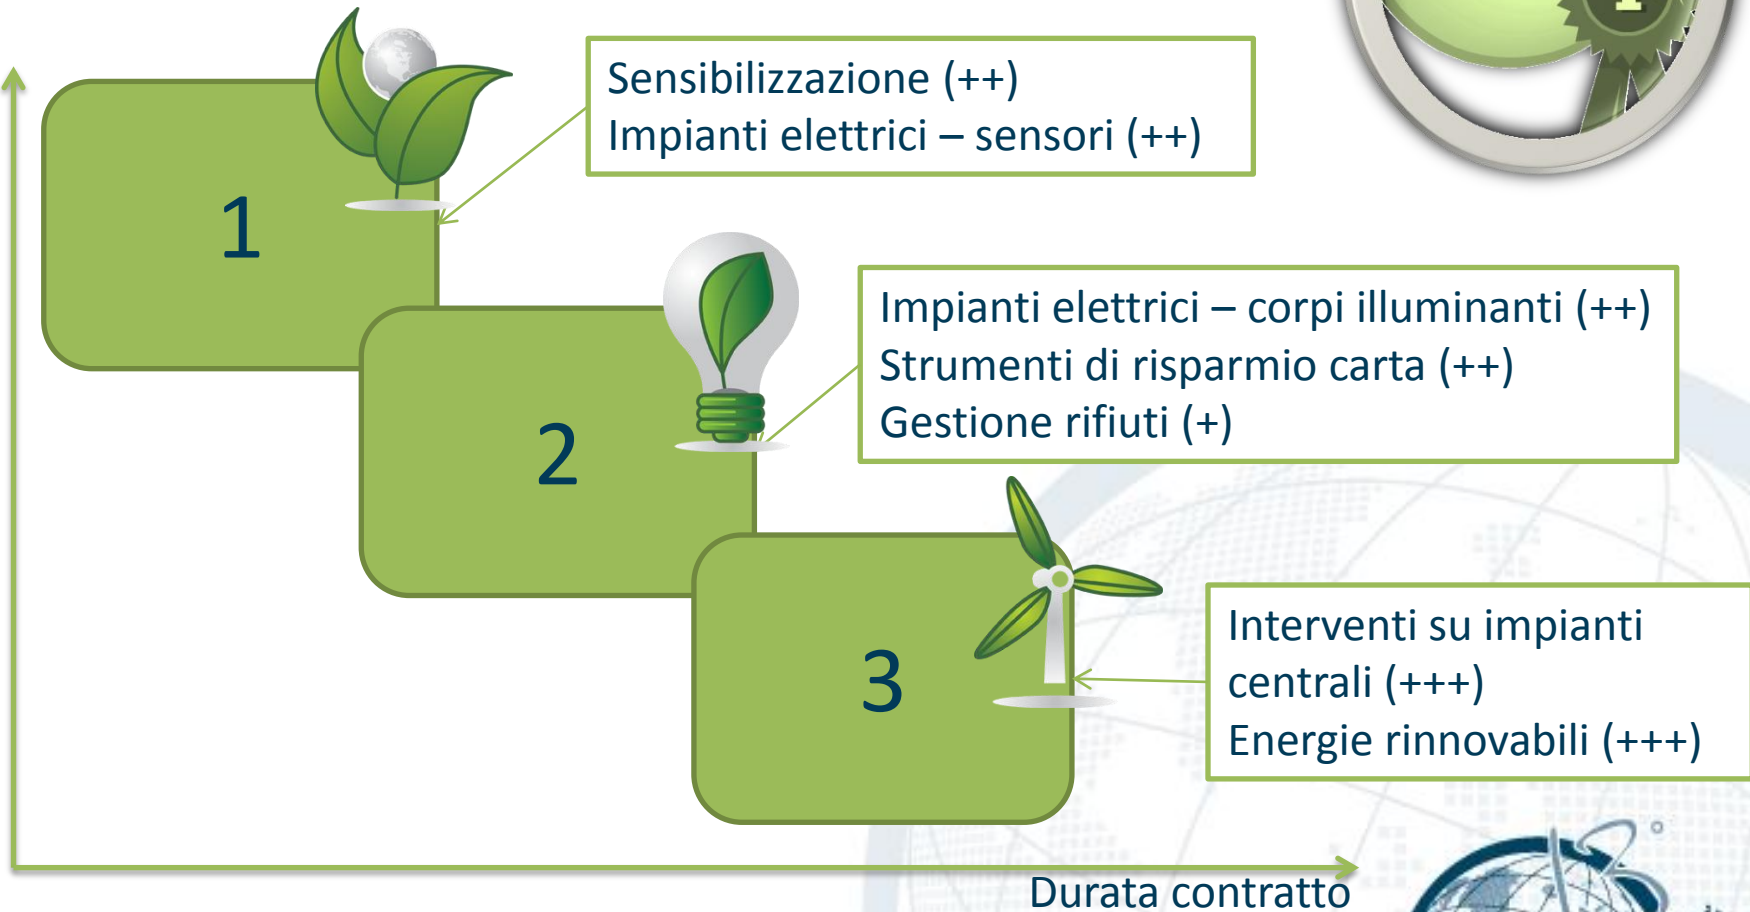 1
Sensibilizzazione (++)
Impianti elettrici – sensori (++)
2
Impianti elettrici – corpi illuminanti (++)
Strumenti di risparmio carta (++)
Gestione rifiuti (+)
3
Interventi su impianti
centrali (+++)
Energie rinnovabili (+++)
Durata contratto